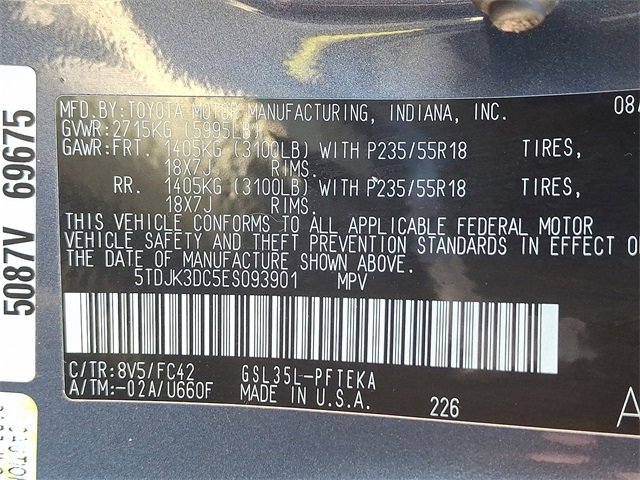 MFD.BY:TOYOTA MOTOR MANUFACTURING, INDIANA, INC. 08/
GVWR:2715KG (5995LB)
GAWR:FRT. 1405KG (3100LB) WITH P235/55R18 TIRES,
18X7J RIMS.
RR. 1405KG (3100LB) WITH P235/55R18 TIRES,
18X7J RIMS.
THIS VEHICLE CONFORMS TO ALL APPLICABLE FEDERAL MOTOR
VEHICLE SAFETY AND THEFT PREVENTION STANDARDS IN EFFECT O
THE DATE OF MANUFACTURE SHOWN ABOVE.
5TDJK3DC5ES093901 MPV
C/TR:8V5/FC42 GSL35L-PFTEKA
A/TM:-02A/U660F MADE IN U.S.A. 226 A
5087V 69675